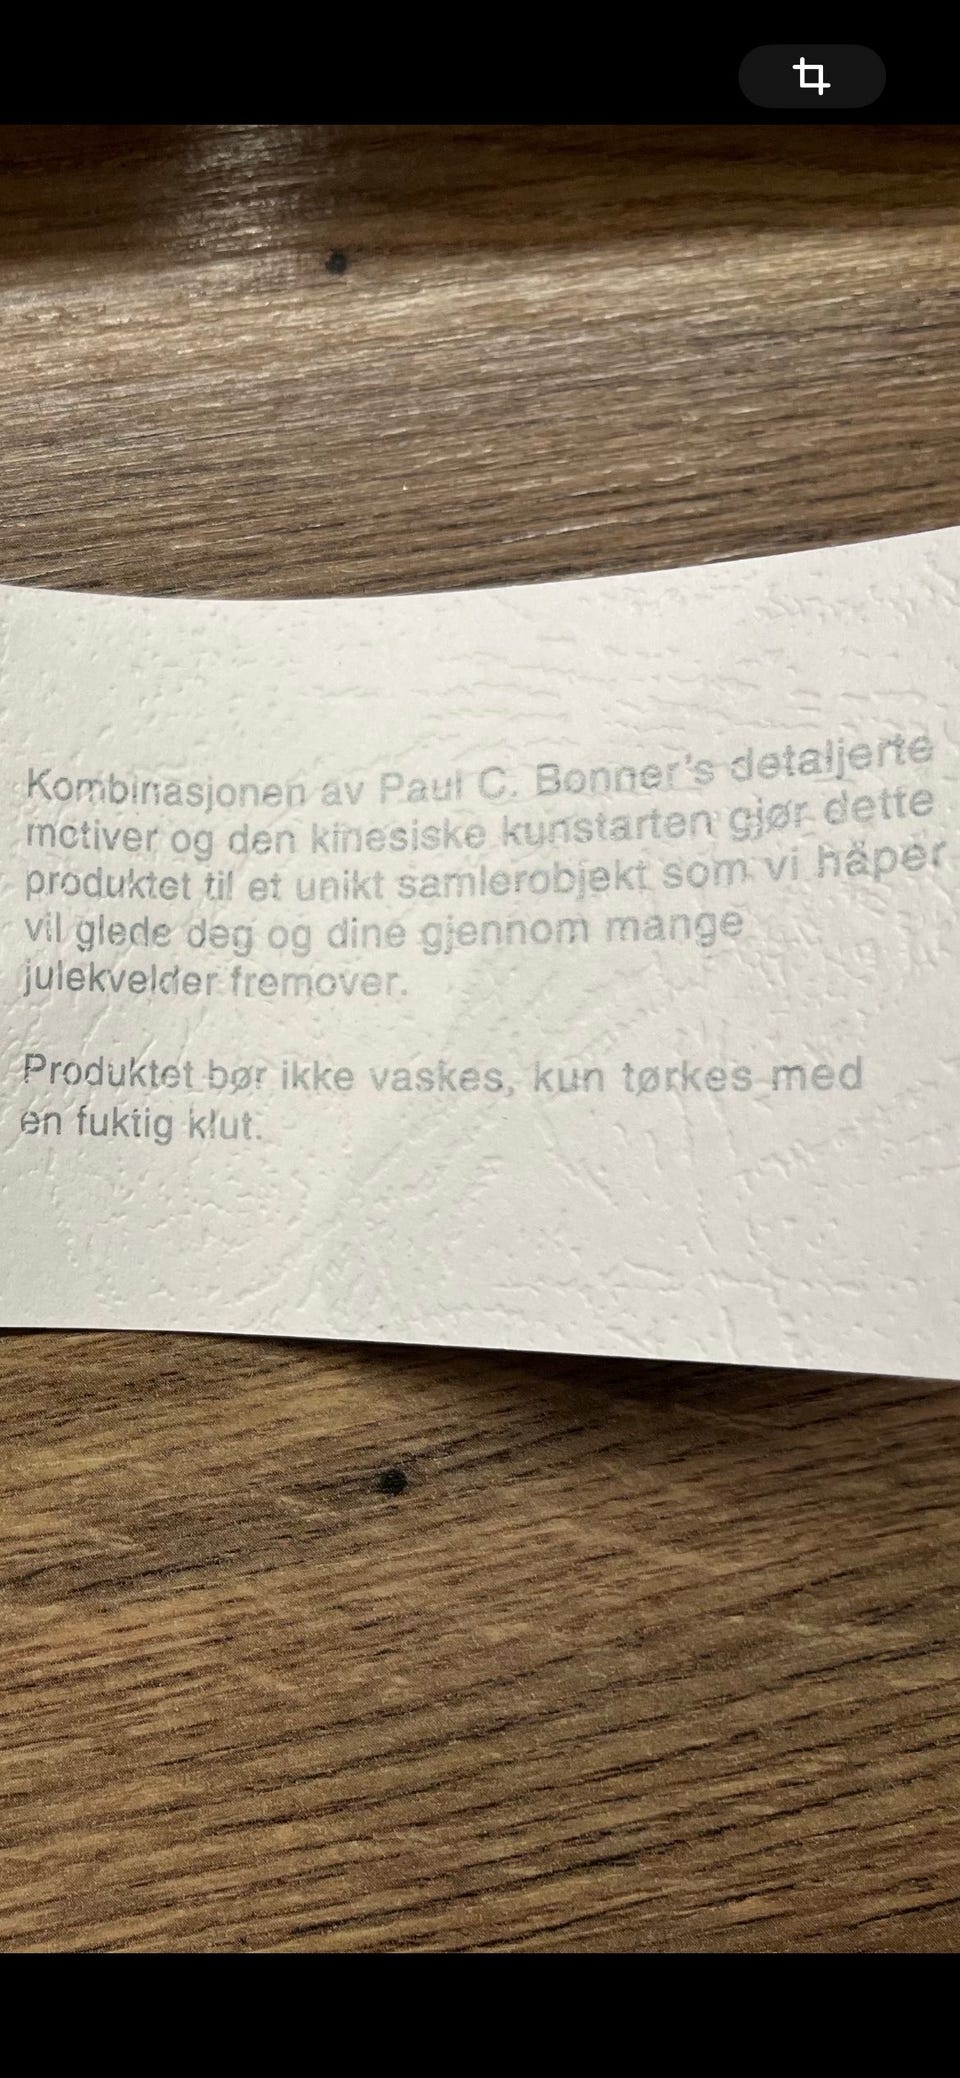 Kombinasjonen av Paul C. Bonner's detaljerte
motiver og den kinesiske kunstarten gjør dette
produktet til et unikt samlerobjekt som vi håper
vil glede deg og dine gjennom mange
julekvelder fremover.
Produktet bør ikke vaskes, kun tørkes med
en fuktig klut.